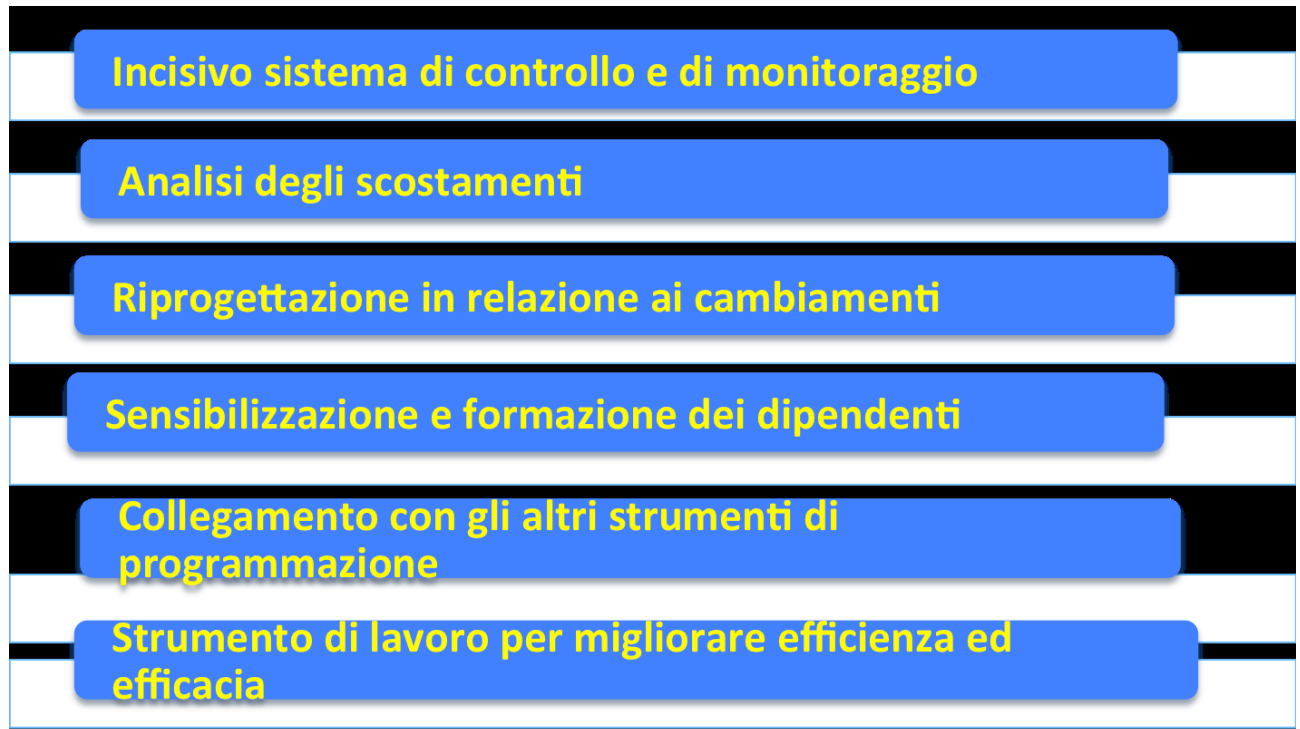 Incisivo sistema di controllo e di monitoraggio
Analisi degli scostamenti
Riprogettazione in relazione ai cambiamenti
Sensibilizzazione e formazione dei dipendenti
Collegamento con gli altri strumenti di
programmazione
Strumento di lavoro per migliorare efficienza ed
efficacia